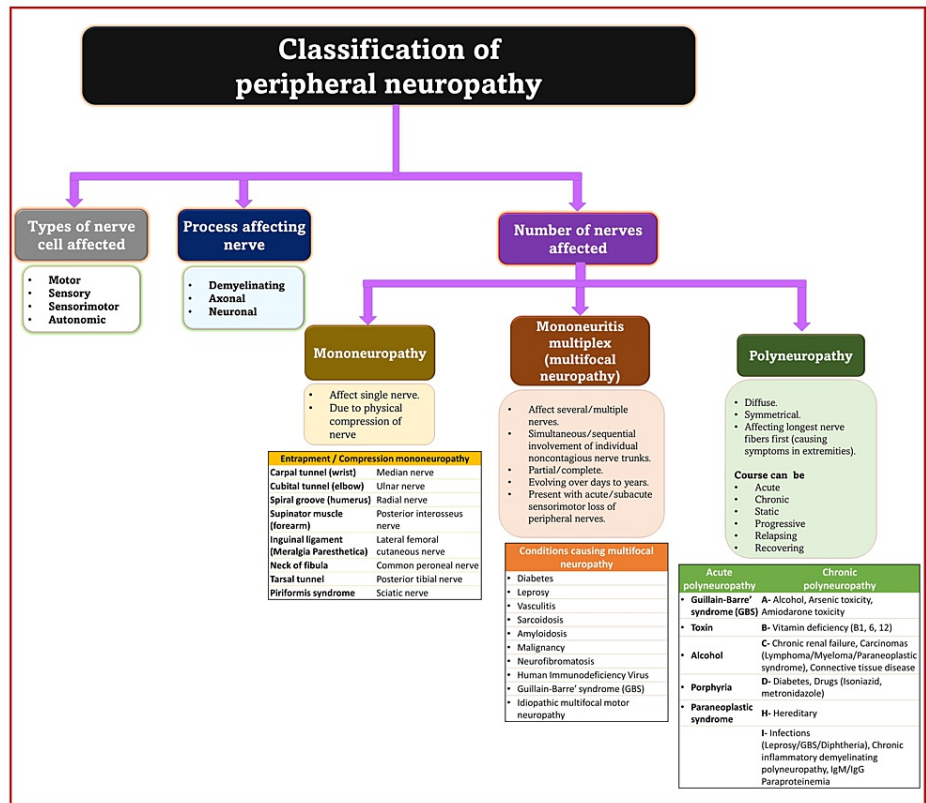 Classification of
peripheral neuropathy
Types of nerve
cell affected
• Motor
• Sensory
• Sensorimotor
• Autonomic
Process affecting
nerve
• Demyelinating
• Axonal
• Neuronal
Number of nerves
affected
Mononeuropathy
• Affect single nerve.
• Due to physical
compression of
nerve
Entrapment / Compression mononeuropathy
Carpal tunnel (wrist) Median nerve
Cubital tunnel (elbow) Ulnar nerve
Spiral groove (humerus) Radial nerve
Supinator muscle Posterior interosseus
(forearm) nerve
Inguinal ligament Lateral femoral
(Meralgia Paresthetica) cutaneous nerve
Neck of fibula Common peroneal nerve
Tarsal tunnel Posterior tibial nerve
Piriformis syndrome Sciatic nerve
Mononeuritis
multiplex
(multifocal
neuropathy)
• Affect several/multiple
nerves.
• Simultaneous/sequential
involvement of individual
noncontagious nerve trunks.
• Partial/complete.
• Evolving over days to years.
• Present with acute/subacute
sensorimotor loss of
peripheral nerves.
Conditions causing multifocal
neuropathy
• Diabetes
• Leprosy
• Vasculitis
• Sarcoidosis
• Amyloidosis
• Malignancy
• Neurofibromatosis
• Human Immunodeficiency Virus
• Guillain-Barre’ syndrome (GBS)
• Idiopathic multifocal motor
neuropathy
Polyneuropathy
• Diffuse.
• Symmetrical.
• Affecting longest nerve
fibers first (causing
symptoms in extremities).
Course can be
• Acute
• Chronic
• Static
• Progressive
• Relapsing
• Recovering
Acute Chronic
polyneuropathy polyneuropathy
• Guillain-Barre’ A- Alcohol, Arsenic toxicity,
syndrome (GBS) Amiodarone toxicity
• Toxin B- Vitamin deficiency (B1, 6, 12)
C- Chronic renal failure, Carcinomas
• Alcohol (Lymphoma/Myeloma/Paraneoplastic
syndrome), Connective tissue disease
• Porphyria D- Diabetes, Drugs (Isoniazid,
metronidazole)
• Paraneoplastic
syndrome H- Hereditary
I- Infections
(Leprosy/GBS/Diphtheria), Chronic
inflammatory demyelinating
polyneuropathy, IgM/IgG
Paraproteinemia